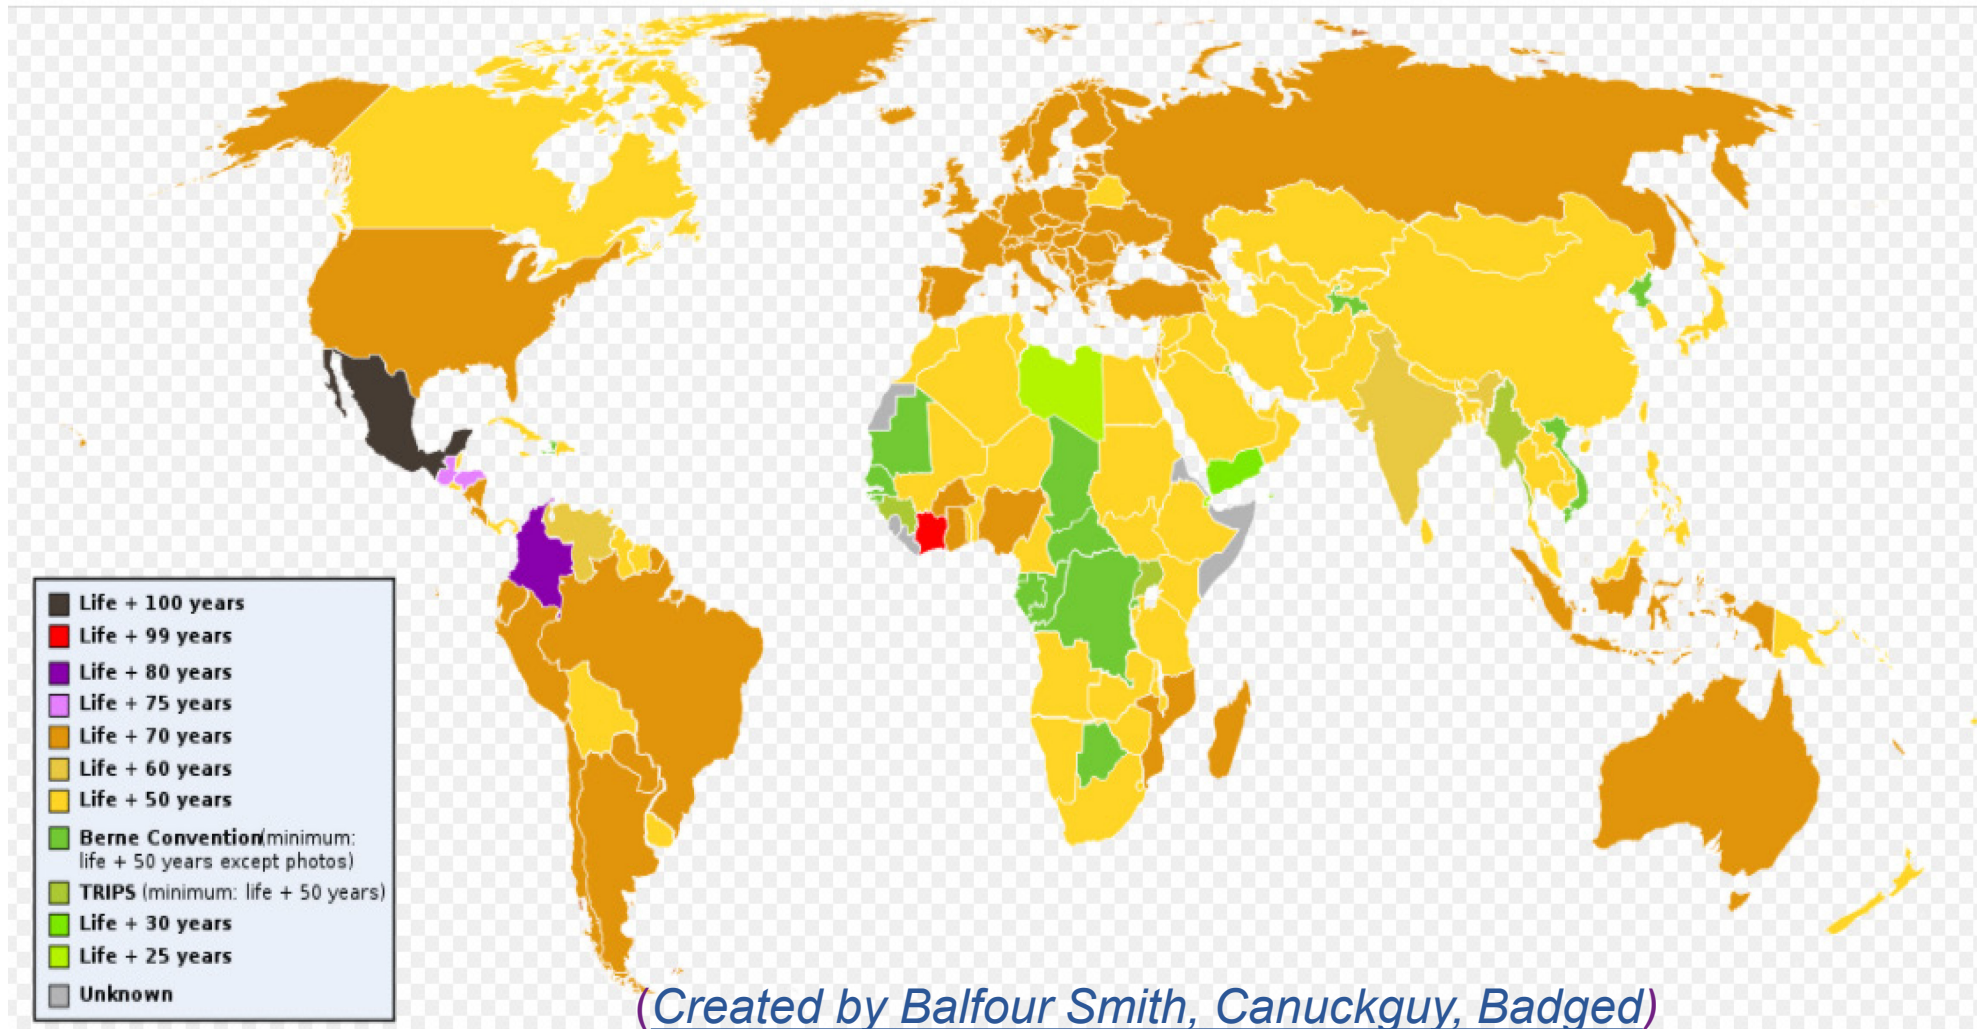 Life + 100 years
Life + 99 years
Life + 80 years
Life + 75 years
Life + 70 years
Life + 60 years
Life + 50 years
Berne Convention(minimum:
life + 50 years except photos)
TRIPS (minimum: life + 50 years)
Life + 30 years
Life + 25 years
Unknown
(Created by Balfour Smith, Canuckguy, Badged)